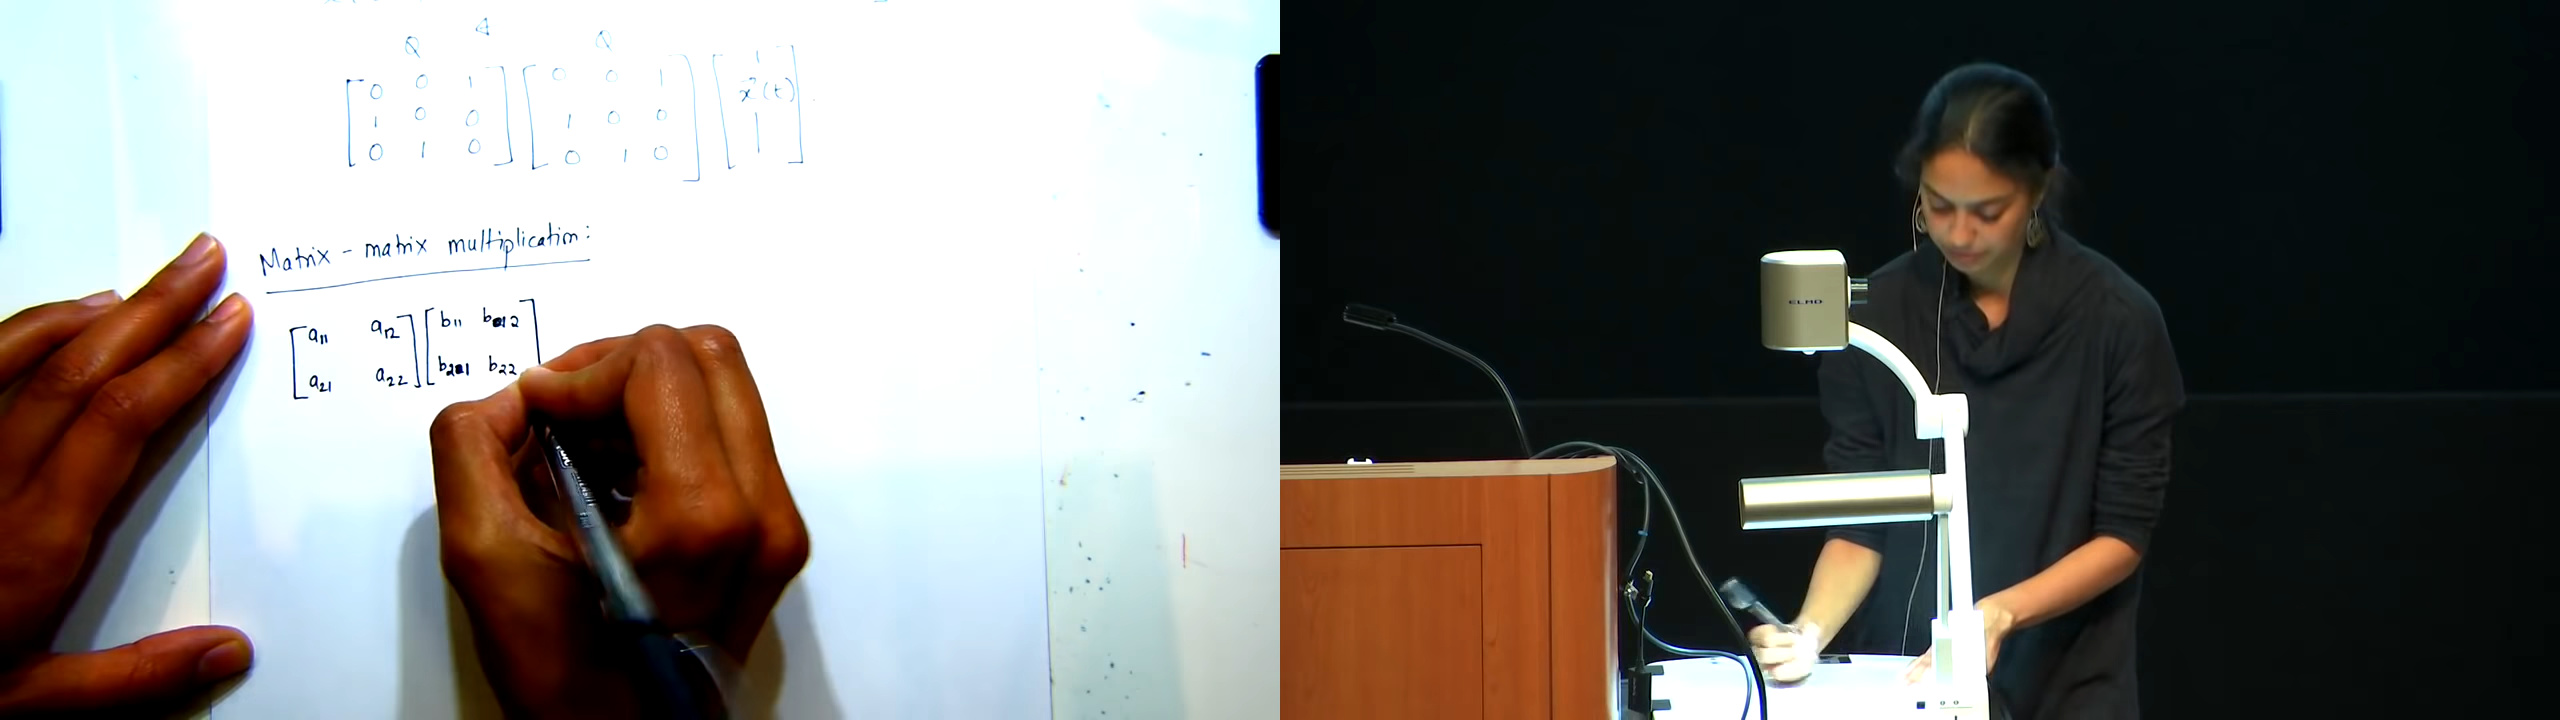 Q Q
0 0 1 0 0 1 1
1 0 0 1 0 0 x⃗(t)
0 1 0 0 1 0 1
Matrix - matrix multiplication:
a11 a12 b11 b12
a21 a22 b21 b22
ELMO